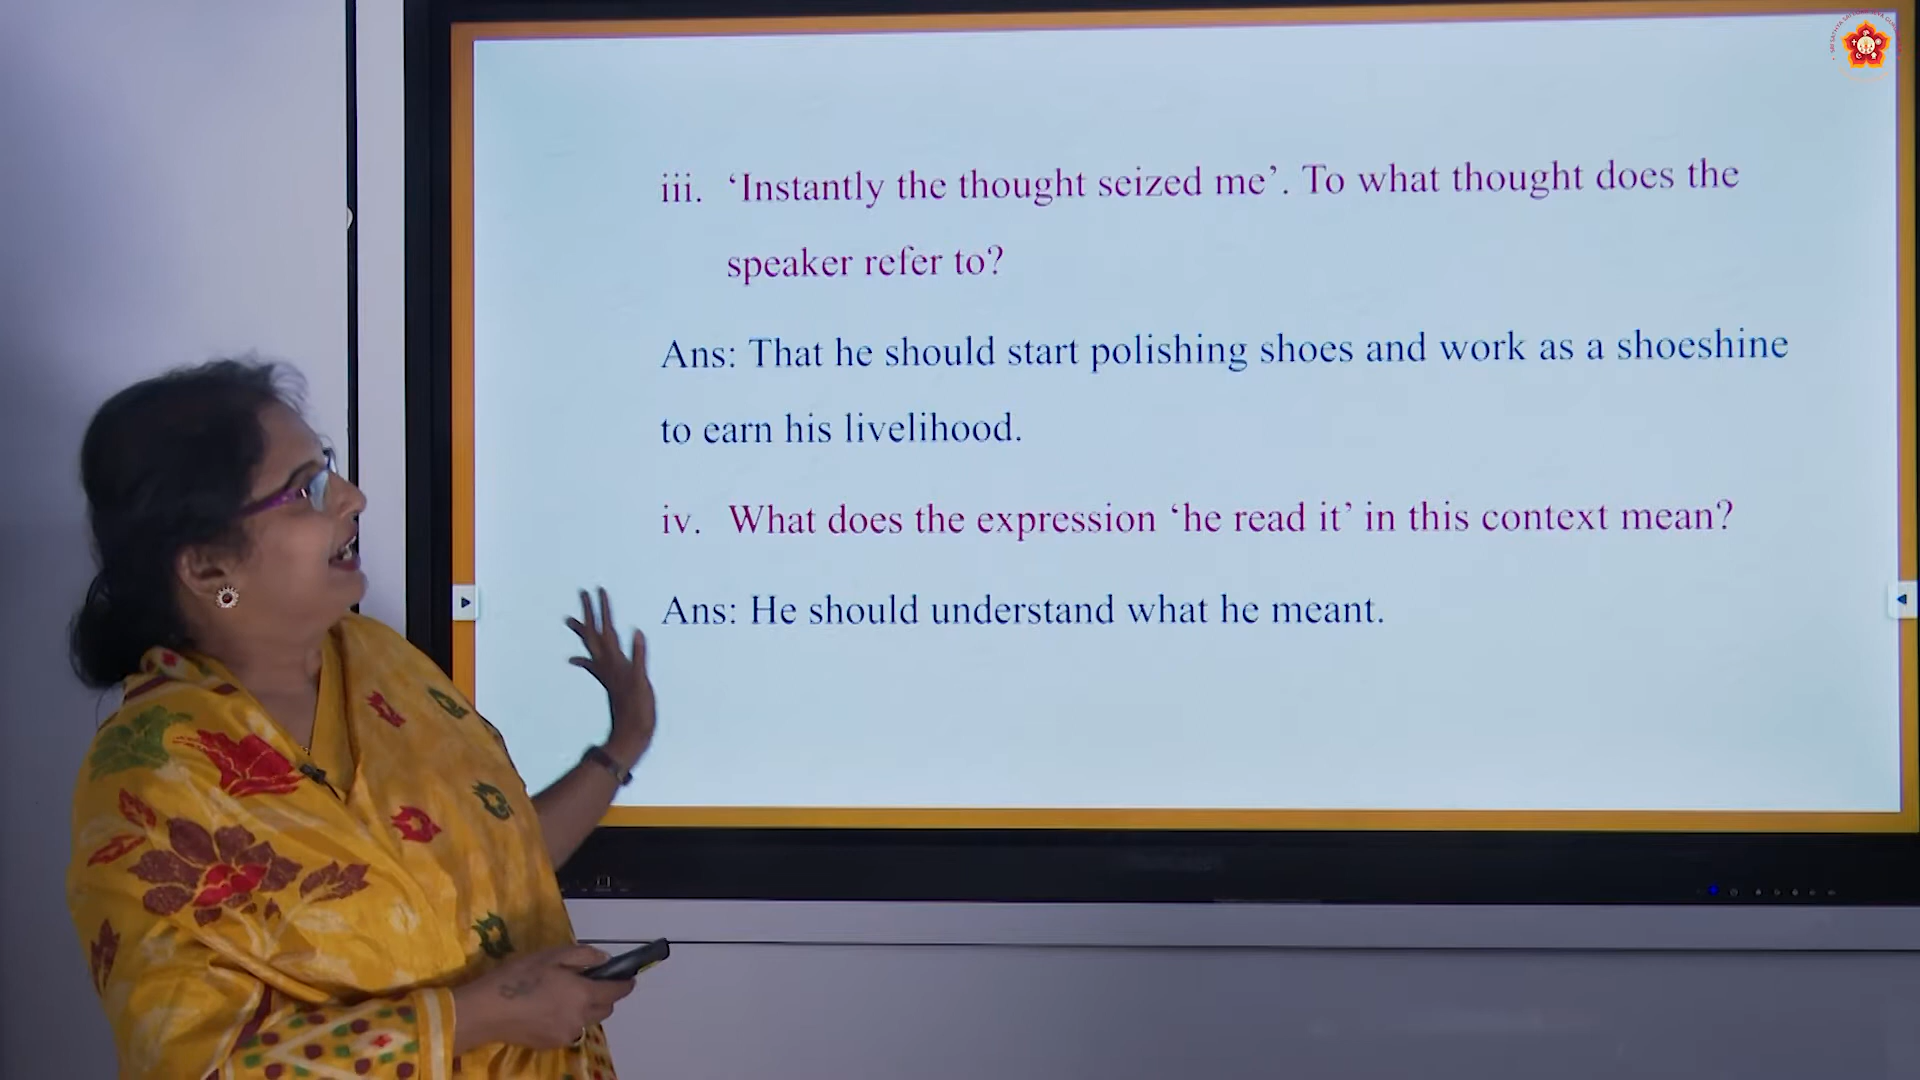 iii. ‘Instantly the thought seized me’. To what thought does the
speaker refer to?
Ans: That he should start polishing shoes and work as a shoeshine
to earn his livelihood.
iv. What does the expression ‘he read it’ in this context mean?
Ans: He should understand what he meant.